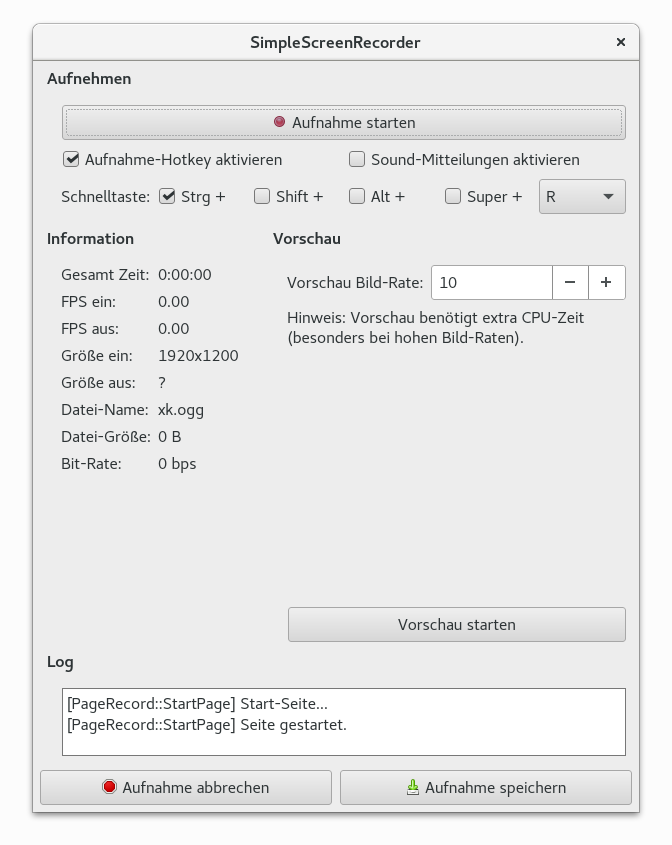 SimpleScreenRecorder
Aufnehmen
Aufnahme starten
Aufnahme-Hotkey aktivieren
Sound-Mitteilungen aktivieren
Schnelltaste: Strg + Shift + Alt + Super + R
Information
Gesamt Zeit: 0:00:00
FPS ein: 0.00
FPS aus: 0.00
Größe ein: 1920x1200
Größe aus: ?
Datei-Name: xk.ogg
Datei-Größe: 0 B
Bit-Rate: 0 bps
Vorschau
Vorschau Bild-Rate: 10
Hinweis: Vorschau benötigt extra CPU-Zeit
(besonders bei hohen Bild-Raten).
Vorschau starten
Log
[PageRecord::StartPage] Start-Seite...
[PageRecord::StartPage] Seite gestartet.
Aufnahme abbrechen
Aufnahme speichern